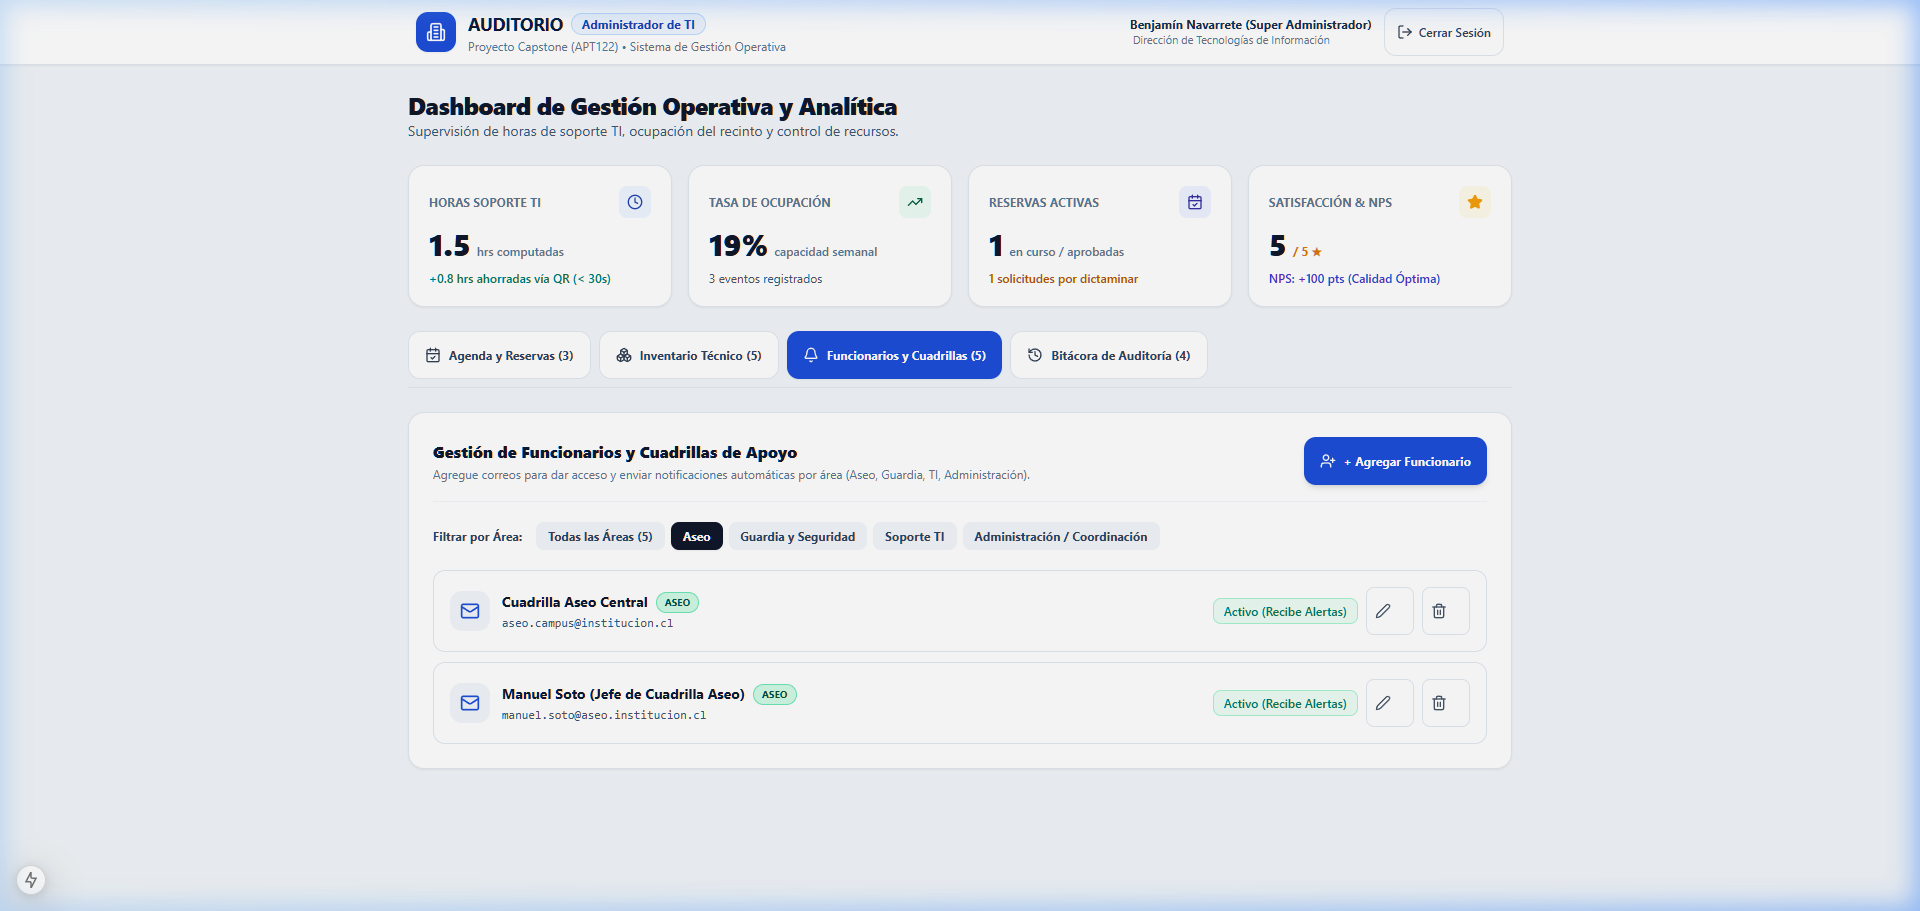 AUDITORIO Administrador de TI
Proyecto Capstone (APT122) • Sistema de Gestión Operativa
Benjamín Navarrete (Super Administrador)
Dirección de Tecnologías de Información
Cerrar Sesión
Dashboard de Gestión Operativa y Analítica
Supervisión de horas de soporte TI, ocupación del recinto y control de recursos.
HORAS SOPORTE TI
1.5 hrs computadas
+0.8 hrs ahorradas vía QR (< 30s)
TASA DE OCUPACIÓN
19% capacidad semanal
3 eventos registrados
RESERVAS ACTIVAS
1 en curso / aprobadas
1 solicitudes por dictaminar
SATISFACCIÓN & NPS
5 / 5 ★
NPS: +100 pts (Calidad Óptima)
Agenda y Reservas (3)
Inventario Técnico (5)
Funcionarios y Cuadrillas (5)
Bitácora de Auditoría (4)
Gestión de Funcionarios y Cuadrillas de Apoyo
Agregue correos para dar acceso y enviar notificaciones automáticas por área (Aseo, Guardia, TI, Administración).
+ Agregar Funcionario
Filtrar por Área: Todas las Áreas (5) Aseo Guardia y Seguridad Soporte TI Administración / Coordinación
Cuadrilla Aseo Central ASEO
aseo.campus@institucion.cl
Activo (Recibe Alertas)
Manuel Soto (Jefe de Cuadrilla Aseo) ASEO
manuel.soto@aseo.institucion.cl
Activo (Recibe Alertas)